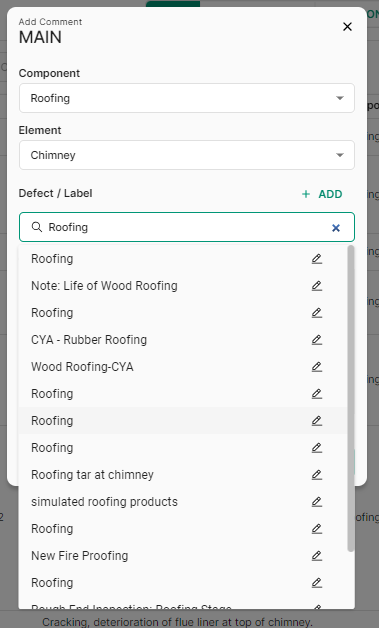 Add Comment
MAIN
Component
Roofing
Element
Chimney
Defect / Label
+ ADD
Roofing
Roofing
Note: Life of Wood Roofing
Roofing
CYA - Rubber Roofing
Wood Roofing-CYA
Roofing
Roofing
Roofing
Roofing tar at chimney
simulated roofing products
Roofing
New Fire Proofing
Roofing
Rough End Inspection: Roofing Stage
Cracking, deterioration of flue liner at top of chimney.